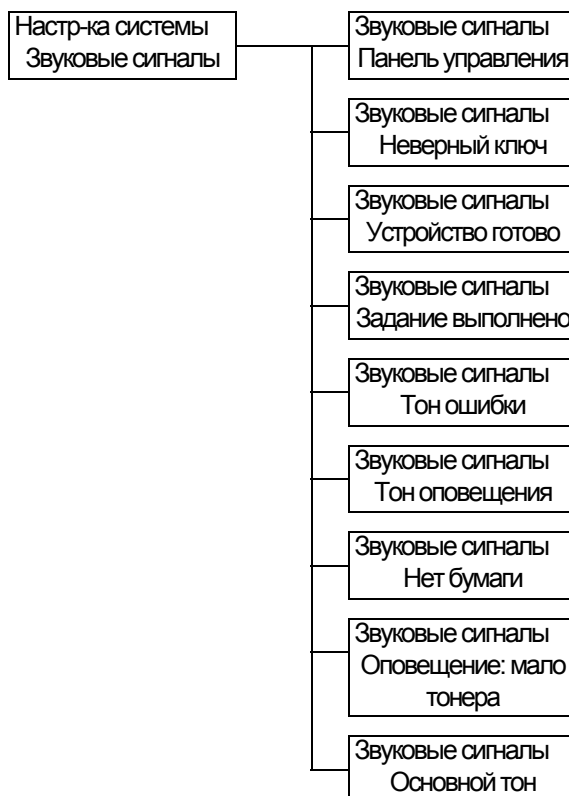 Настр-ка системы
Звуковые сигналы
Звуковые сигналы
Панель управления
Звуковые сигналы
Неверный ключ
Звуковые сигналы
Устройство готово
Звуковые сигналы
Задание выполнено
Звуковые сигналы
Тон ошибки
Звуковые сигналы
Тон оповещения
Звуковые сигналы
Нет бумаги
Звуковые сигналы
Оповещение: мало
тонера
Звуковые сигналы
Основной тон